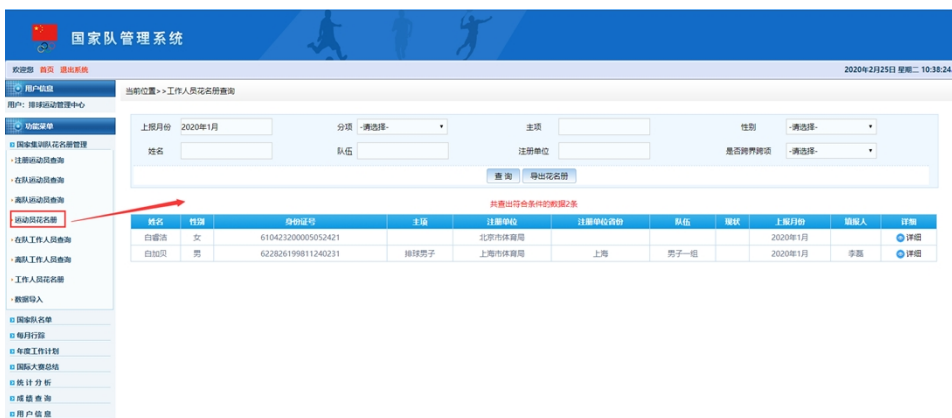 国家队管理系统
欢迎您 首页 退出系统
2020年2月25日 星期二 10:38:24
用户信息
当前位置>>工作人员花名册查询
用户: 排球运动管理中心
功能菜单
国家集训队花名册管理
注册运动员查询
在队运动员查询
离队运动员查询
运动员花名册
在队工作人员查询
离队工作人员查询
工作人员花名册
数据导入
国家队名单
每月行踪
年度工作计划
国际大赛总结
统 计 分 析
成 绩 查 询
用 户 信 息
上报月份 2020年1月 分项 -请选择- 主项 性别 -请选择-
姓名 队伍 注册单位 是否跨界跨项 -请选择-
查 询 导出花名册
共查出符合条件的数据2条
姓名 性别 身份证号 主项 注册单位 注册单位省份 队伍 现状 上报月份 填报人 详细
白睿洁 女 610423200005052421 北京市体育局 2020年1月 详细
白加贝 男 622826199811240231 排球男子 上海市体育局 上海 男子一组 2020年1月 李磊 详细